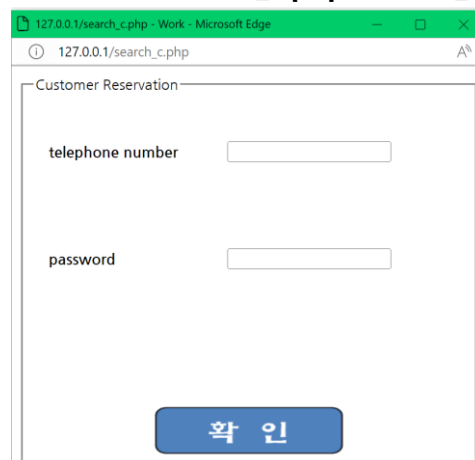 127.0.0.1/search_c.php - Work - Microsoft Edge
127.0.0.1/search_c.php
Customer Reservation
telephone number
password
확 인